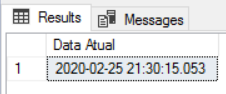 Results Messages
Data Atual
1 2020-02-25 21:30:15.053